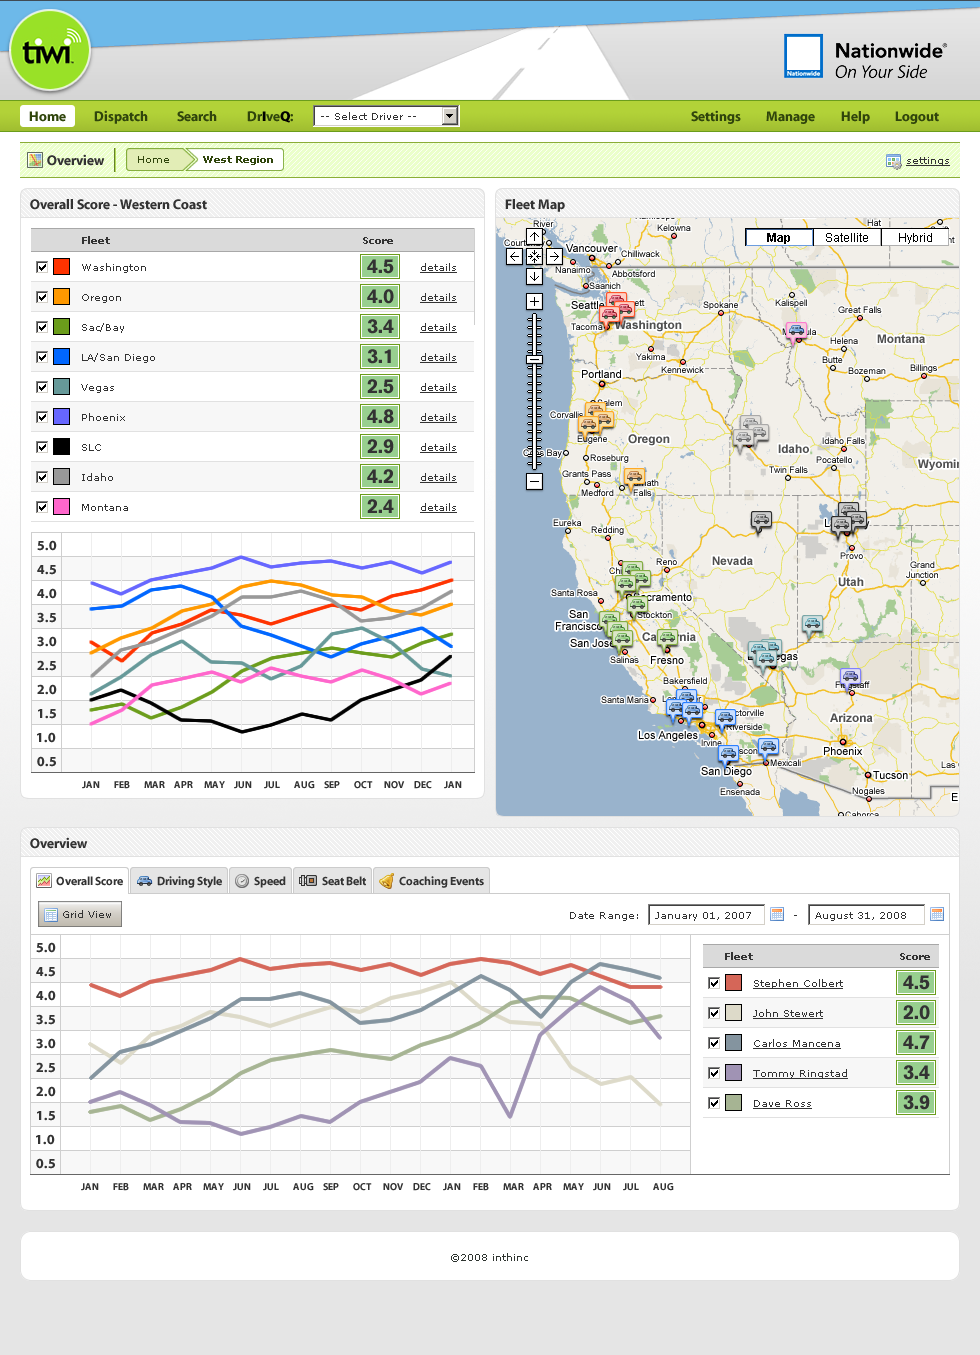 tiwi
Nationwide®
On Your Side
Nationwide
Home Dispatch Search DrIveQ: -- Select Driver -- Settings Manage Help Logout
Overview Home West Region settings
Overall Score - Western Coast
Fleet Score
Washington 4.5 details
Oregon 4.0 details
Sac/Bay 3.4 details
LA/San Diego 3.1 details
Vegas 2.5 details
Phoenix 4.8 details
SLC 2.9 details
Idaho 4.2 details
Montana 2.4 details
5.0
4.5
4.0
3.5
3.0
2.5
2.0
1.5
1.0
0.5
JAN FEB MAR APR MAY JUN JUL AUG SEP OCT NOV DEC JAN
Fleet Map
Map Satellite Hybrid
River
Kelowna
Hat
Vancouver
Chilliwack
Nanaimo
Abbotsford
Saanich
Kalispell
Seattle
Spokane
Great Falls
Tacoma
Washington
Helena
Montana
Yakima
Butte
Kennewick
Bozeman
Billings
Portland
Salem
Corvallis
Eugene
Oregon
Idaho
Idaho Falls
Roseburg
Pocatello
Wyomin
Grants Pass
Twin Falls
Medford
Falls
Eureka
Redding
Provo
Reno
Nevada
Grand
Junction
Utah
Santa Rosa
Sacramento
San
Francisco
Stockton
San Jos
California
Salinas
Fresno
Vegas
Bakersfield
Flagstaff
Santa Maria
Los Angeles
Riverside
Irvine
Arizona
Phoenix
San Diego
Mexicali
Tucson
Las
Ensenada
Nogales
E
Caborca
Overview
Overall Score Driving Style Speed Seat Belt Coaching Events
Grid View Date Range: January 01, 2007 - August 31, 2008
5.0
4.5
4.0
3.5
3.0
2.5
2.0
1.5
1.0
0.5
JAN FEB MAR APR MAY JUN JUL AUG SEP OCT NOV DEC JAN FEB MAR APR MAY JUN JUL AUG
Fleet Score
Stephen Colbert 4.5
John Stewert 2.0
Carlos Mancena 4.7
Tommy Ringstad 3.4
Dave Ross 3.9
©2008 inthinc